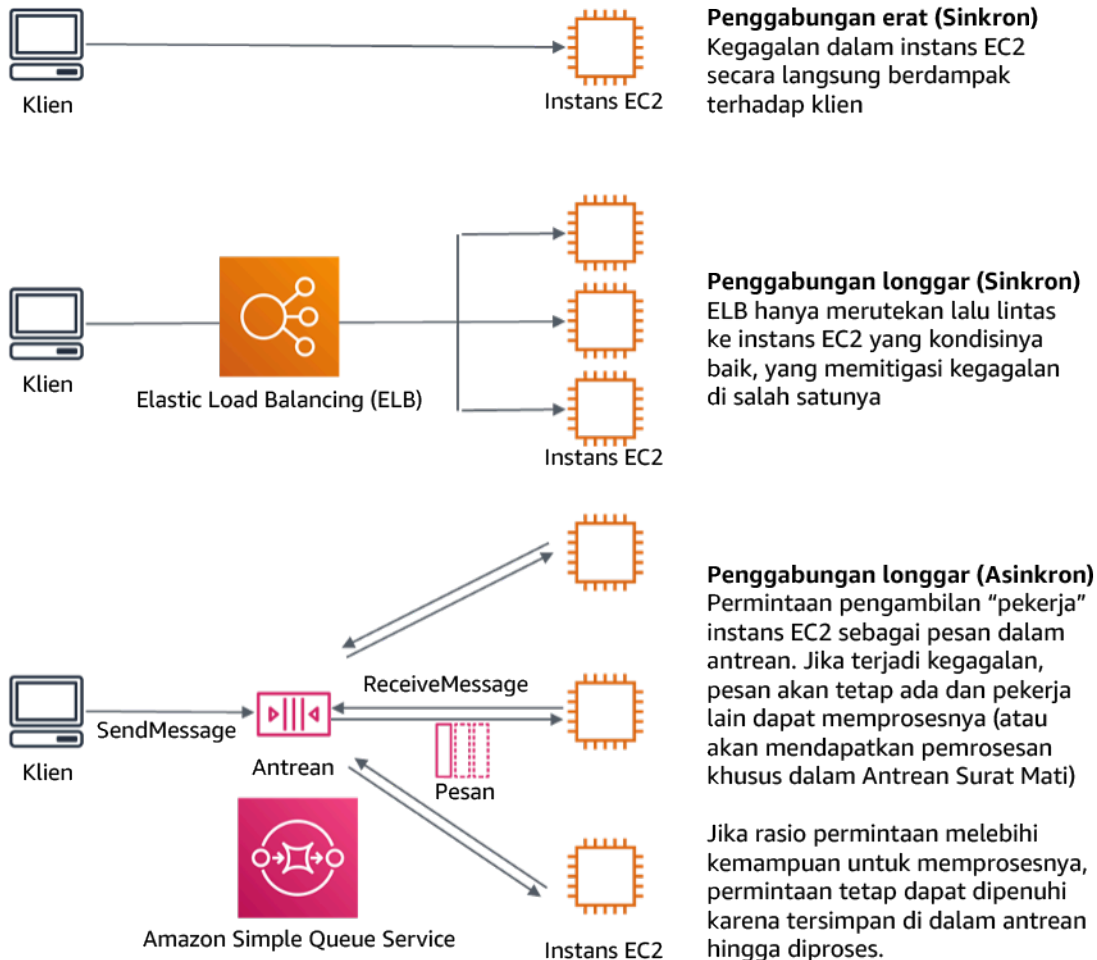 Klien
Instans EC2
Penggabungan erat (Sinkron)
Kegagalan dalam instans EC2
secara langsung berdampak
terhadap klien
Klien
Elastic Load Balancing (ELB)
Instans EC2
Penggabungan longgar (Sinkron)
ELB hanya merutekan lalu lintas
ke instans EC2 yang kondisinya
baik, yang memitigasi kegagalan
di salah satunya
Klien
SendMessage
Antrean
ReceiveMessage
Pesan
Amazon Simple Queue Service
Instans EC2
Penggabungan longgar (Asinkron)
Permintaan pengambilan “pekerja”
instans EC2 sebagai pesan dalam
antrean. Jika terjadi kegagalan,
pesan akan tetap ada dan pekerja
lain dapat memprosesnya (atau
akan mendapatkan pemrosesan
khusus dalam Antrean Surat Mati)
Jika rasio permintaan melebihi
kemampuan untuk memprosesnya,
permintaan tetap dapat dipenuhi
karena tersimpan di dalam antrean
hingga diproses.